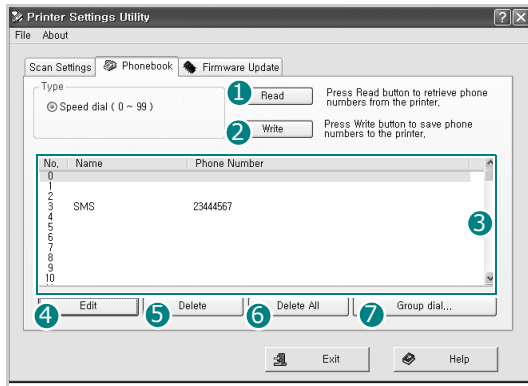 Printer Settings Utility
File About
Scan Settings Phonebook Firmware Update
Type
Speed dial ( 0 ~ 99 )
1 Read
Press Read button to retrieve phone
numbers from the printer,
2 Write
Press Write button to save phone
numbers to the printer,
No, Name Phone Number
0
1
2
3 SMS 23444567
4
5
6
7
8
9
10
3
4 Edit 5 Delete 6 Delete All 7 Group dial,,,
Exit Help